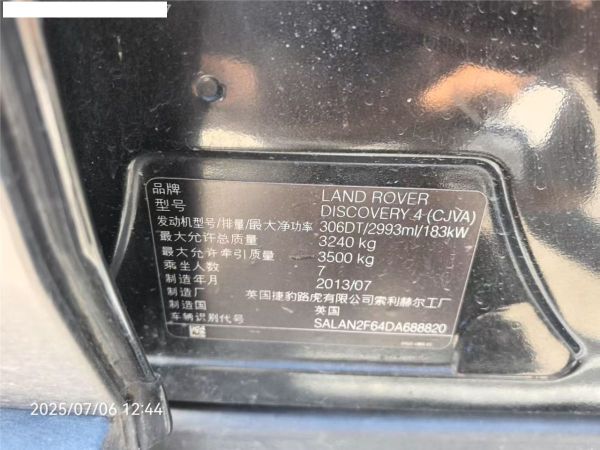 品牌 LAND ROVER
型号 DISCOVERY 4 (CJVA)
发动机型号/排量/最大净功率 306DT/2993ml/183kW
最大允许总质量 3240 kg
最大允许牵引质量 3500 kg
乘坐人数 7
制造年月 2013/07
制造厂 英国捷豹路虎有限公司索利赫尔工厂
制造国 英国
车辆识别代号 SALAN2F64DA688820
2025/07/06 12:44